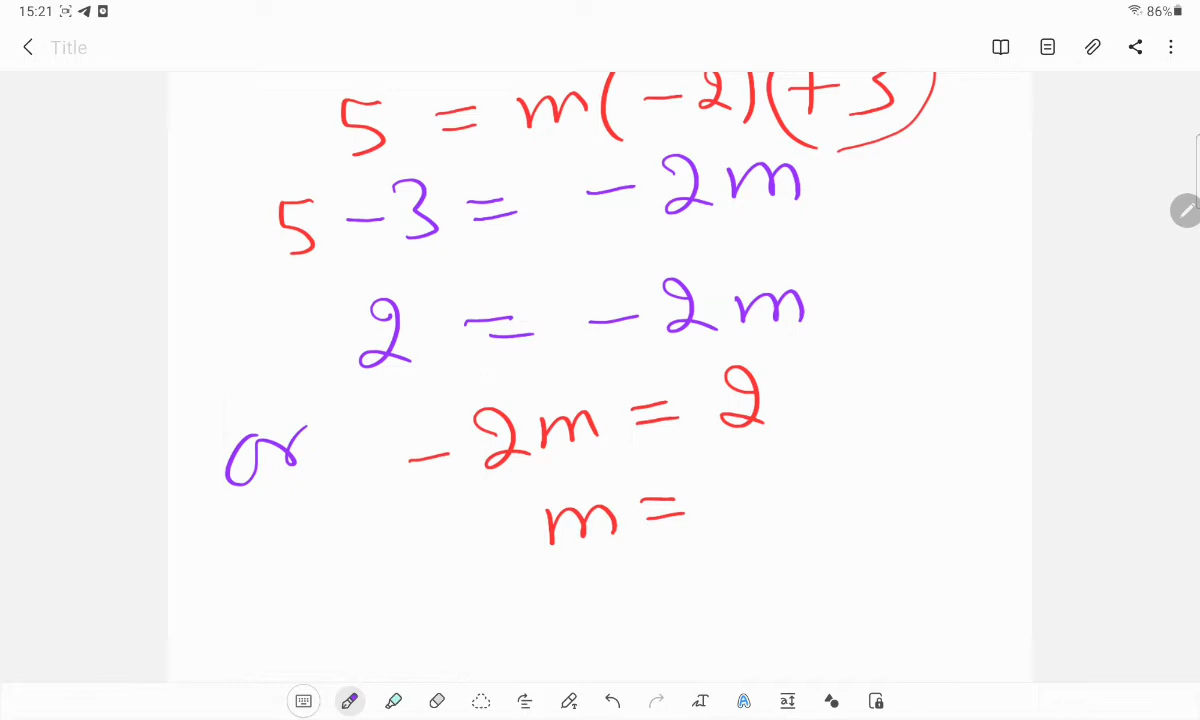 15:21 86%
Title
5 = m(-2)(+3)
5 - 3 = - 2m
2 = - 2m
or - 2m = 2
m =